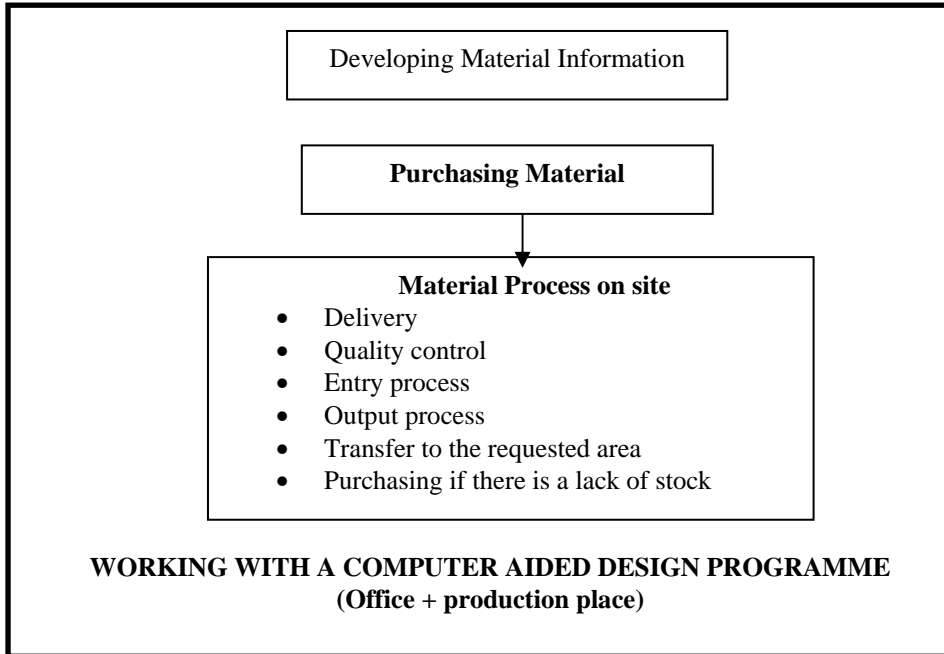 Developing Material Information
Purchasing Material
Material Process on site
• Delivery
• Quality control
• Entry process
• Output process
• Transfer to the requested area
• Purchasing if there is a lack of stock
WORKING WITH A COMPUTER AIDED DESIGN PROGRAMME
(Office + production place)